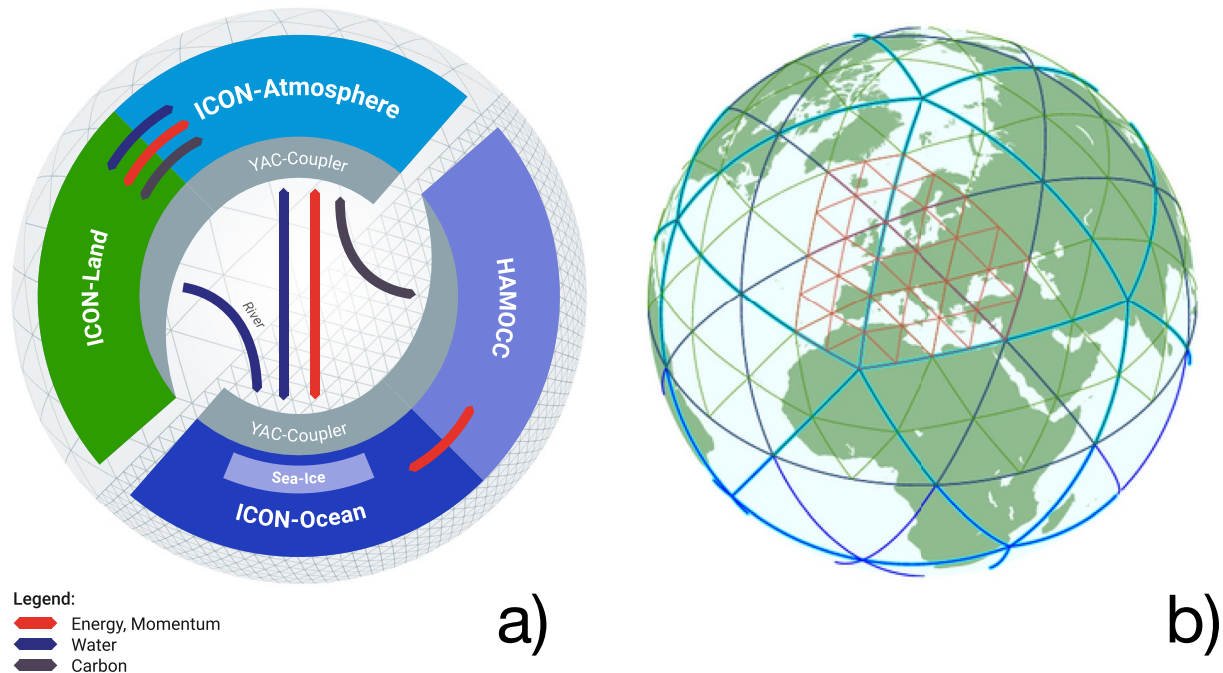 ICON-Atmosphere
YAC-Coupler
ICON-Land
HAMOCC
River
YAC-Coupler
Sea-Ice
ICON-Ocean
Legend:
Energy, Momentum
Water
Carbon
a)
b)